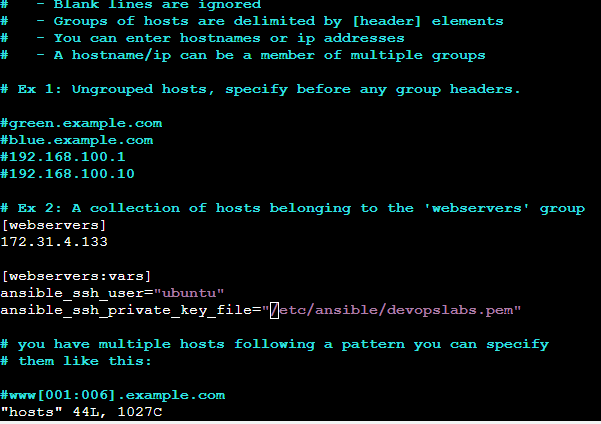 #   - Blank lines are ignored
#   - Groups of hosts are delimited by [header] elements
#   - You can enter hostnames or ip addresses
#   - A hostname/ip can be a member of multiple groups
# Ex 1: Ungrouped hosts, specify before any group headers.
#green.example.com
#blue.example.com
#192.168.100.1
#192.168.100.10
# Ex 2: A collection of hosts belonging to the 'webservers' group
[webservers]
172.31.4.133
[webservers:vars]
ansible_ssh_user="ubuntu"
ansible_ssh_private_key_file="/etc/ansible/devopslabs.pem"
# you have multiple hosts following a pattern you can specify
# them like this:
#www[001:006].example.com
"hosts" 44L, 1027C